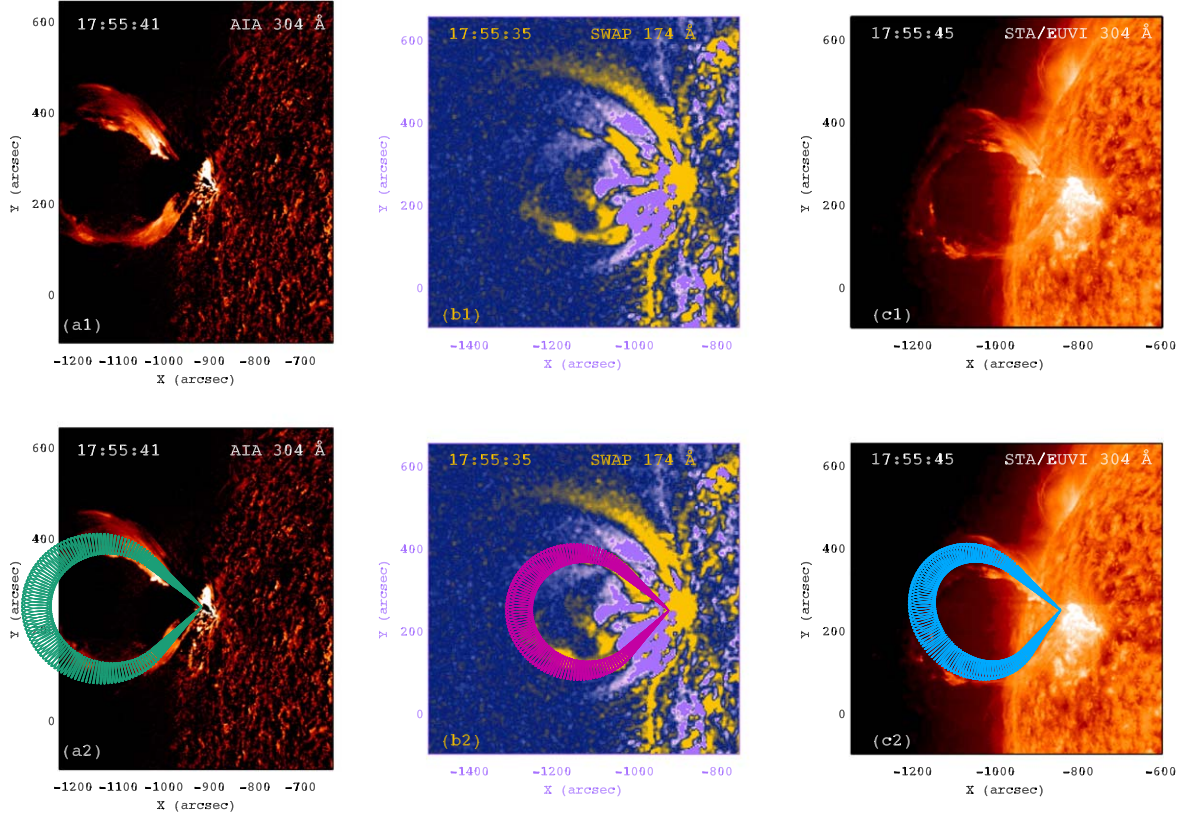 17:55:41 AIA 304 Å
600
400
200
0
Y (arcsec)
(a1)
-1200 -1100 -1000 -900 -800 -700
X (arcsec)
17:55:35 SWAP 174 Å
600
400
200
0
Y (arcsec)
(b1)
-1400 -1200 -1000 -800
X (arcsec)
17:55:45 STA/EUVI 304 Å
600
400
200
0
Y (arcsec)
(c1)
-1200 -1000 -800 -600
X (arcsec)
17:55:41 AIA 304 Å
600
400
200
0
Y (arcsec)
(a2)
-1200 -1100 -1000 -900 -800 -700
X (arcsec)
17:55:35 SWAP 174 Å
600
400
200
0
Y (arcsec)
(b2)
-1400 -1200 -1000 -800
X (arcsec)
17:55:45 STA/EUVI 304 Å
600
400
200
0
Y (arcsec)
(c2)
-1200 -1000 -800 -600
X (arcsec)